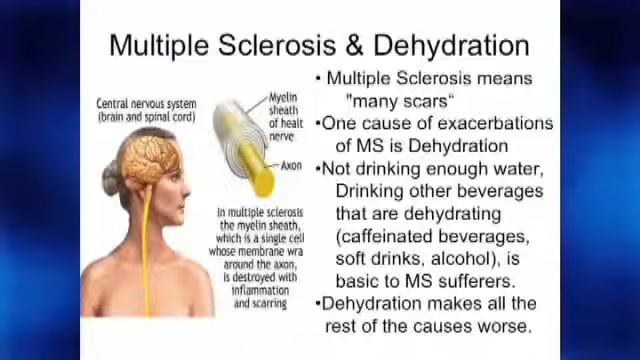 Multiple Sclerosis & Dehydration
Central nervous system
(brain and spinal cord)
Myelin
sheath
of healt
nerve
Axon
In multiple sclerosis
the myelin sheath,
which is a single cell
whose membrane wra
around the axon,
is destroyed with
inflammation
and scarring
• Multiple Sclerosis means
"many scars“
•One cause of exacerbations
of MS is Dehydration
•Not drinking enough water,
Drinking other beverages
that are dehydrating
(caffeinated beverages,
soft drinks, alcohol), is
basic to MS sufferers.
•Dehydration makes all the
rest of the causes worse.